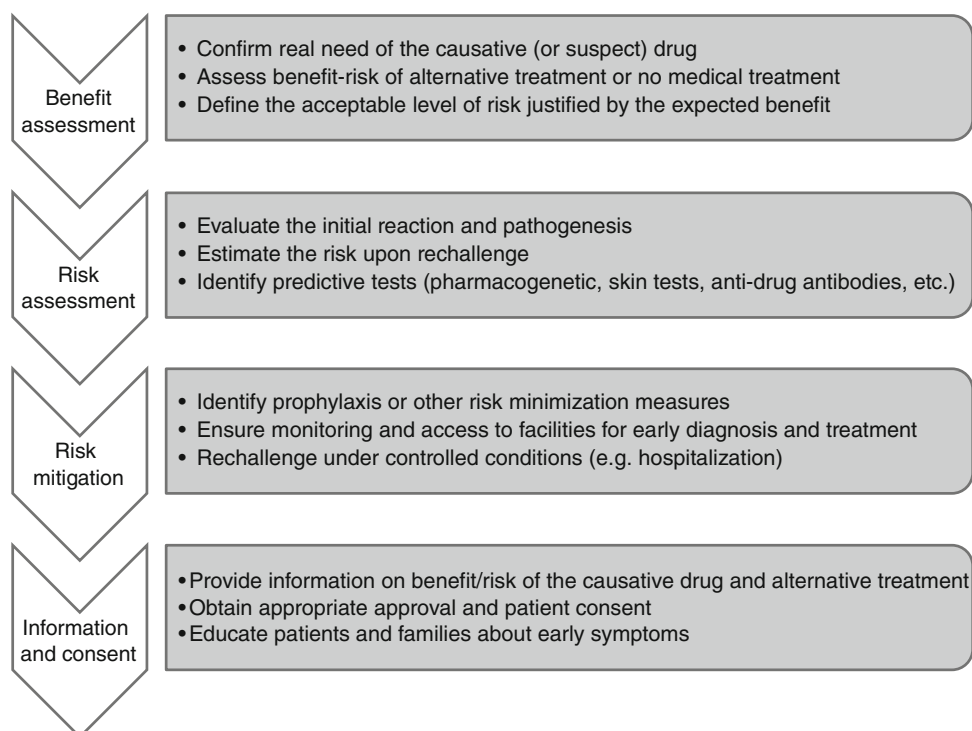 Benefit
assessment
• Confirm real need of the causative (or suspect) drug
• Assess benefit-risk of alternative treatment or no medical treatment
• Define the acceptable level of risk justified by the expected benefit
Risk
assessment
• Evaluate the initial reaction and pathogenesis
• Estimate the risk upon rechallenge
• Identify predictive tests (pharmacogenetic, skin tests, anti-drug antibodies, etc.)
Risk
mitigation
• Identify prophylaxis or other risk minimization measures
• Ensure monitoring and access to facilities for early diagnosis and treatment
• Rechallenge under controlled conditions (e.g. hospitalization)
Information
and consent
• Provide information on benefit/risk of the causative drug and alternative treatment
• Obtain appropriate approval and patient consent
• Educate patients and families about early symptoms